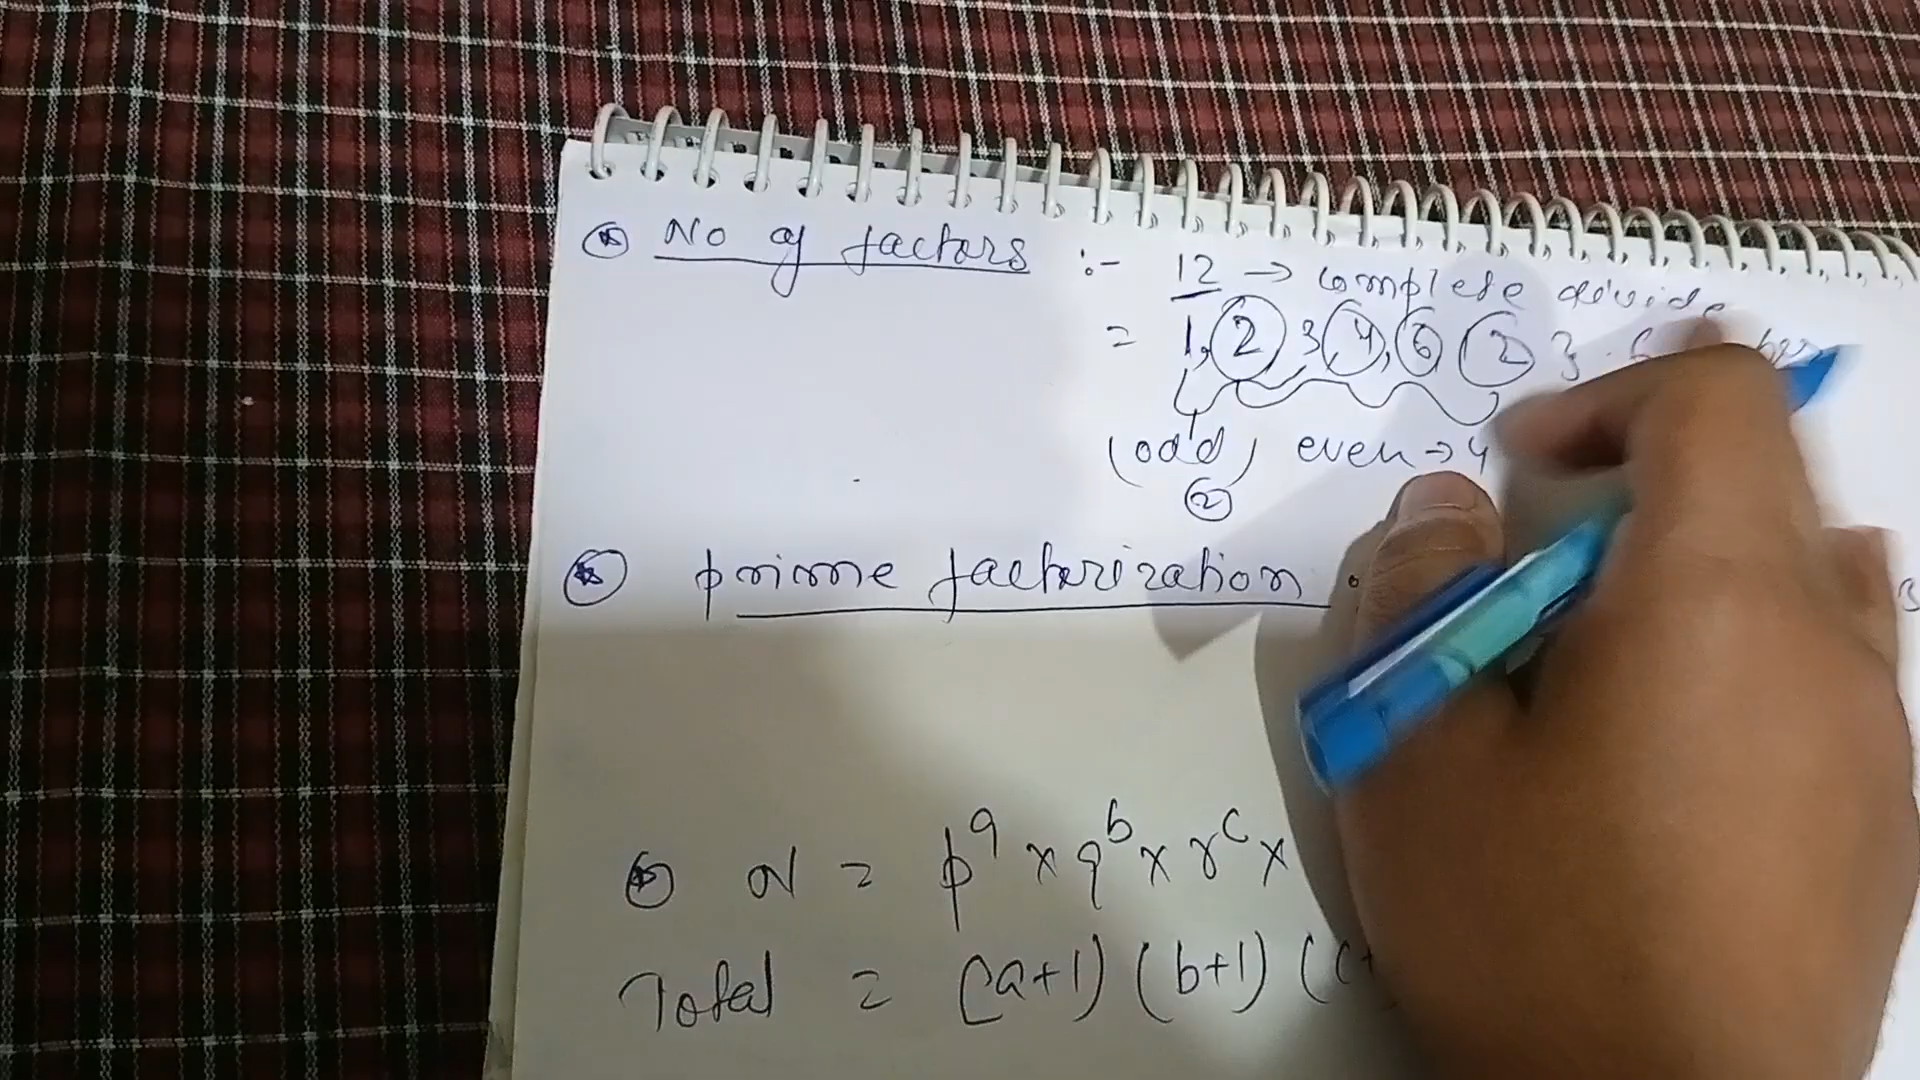 No of factors :- 12 → complete divide
= 1, 2 3 4, 6 12 3
(odd) even → 4
2
prime factorization
N = p^a x q^b x r^c x
Total = (a+1) (b+1) (c+